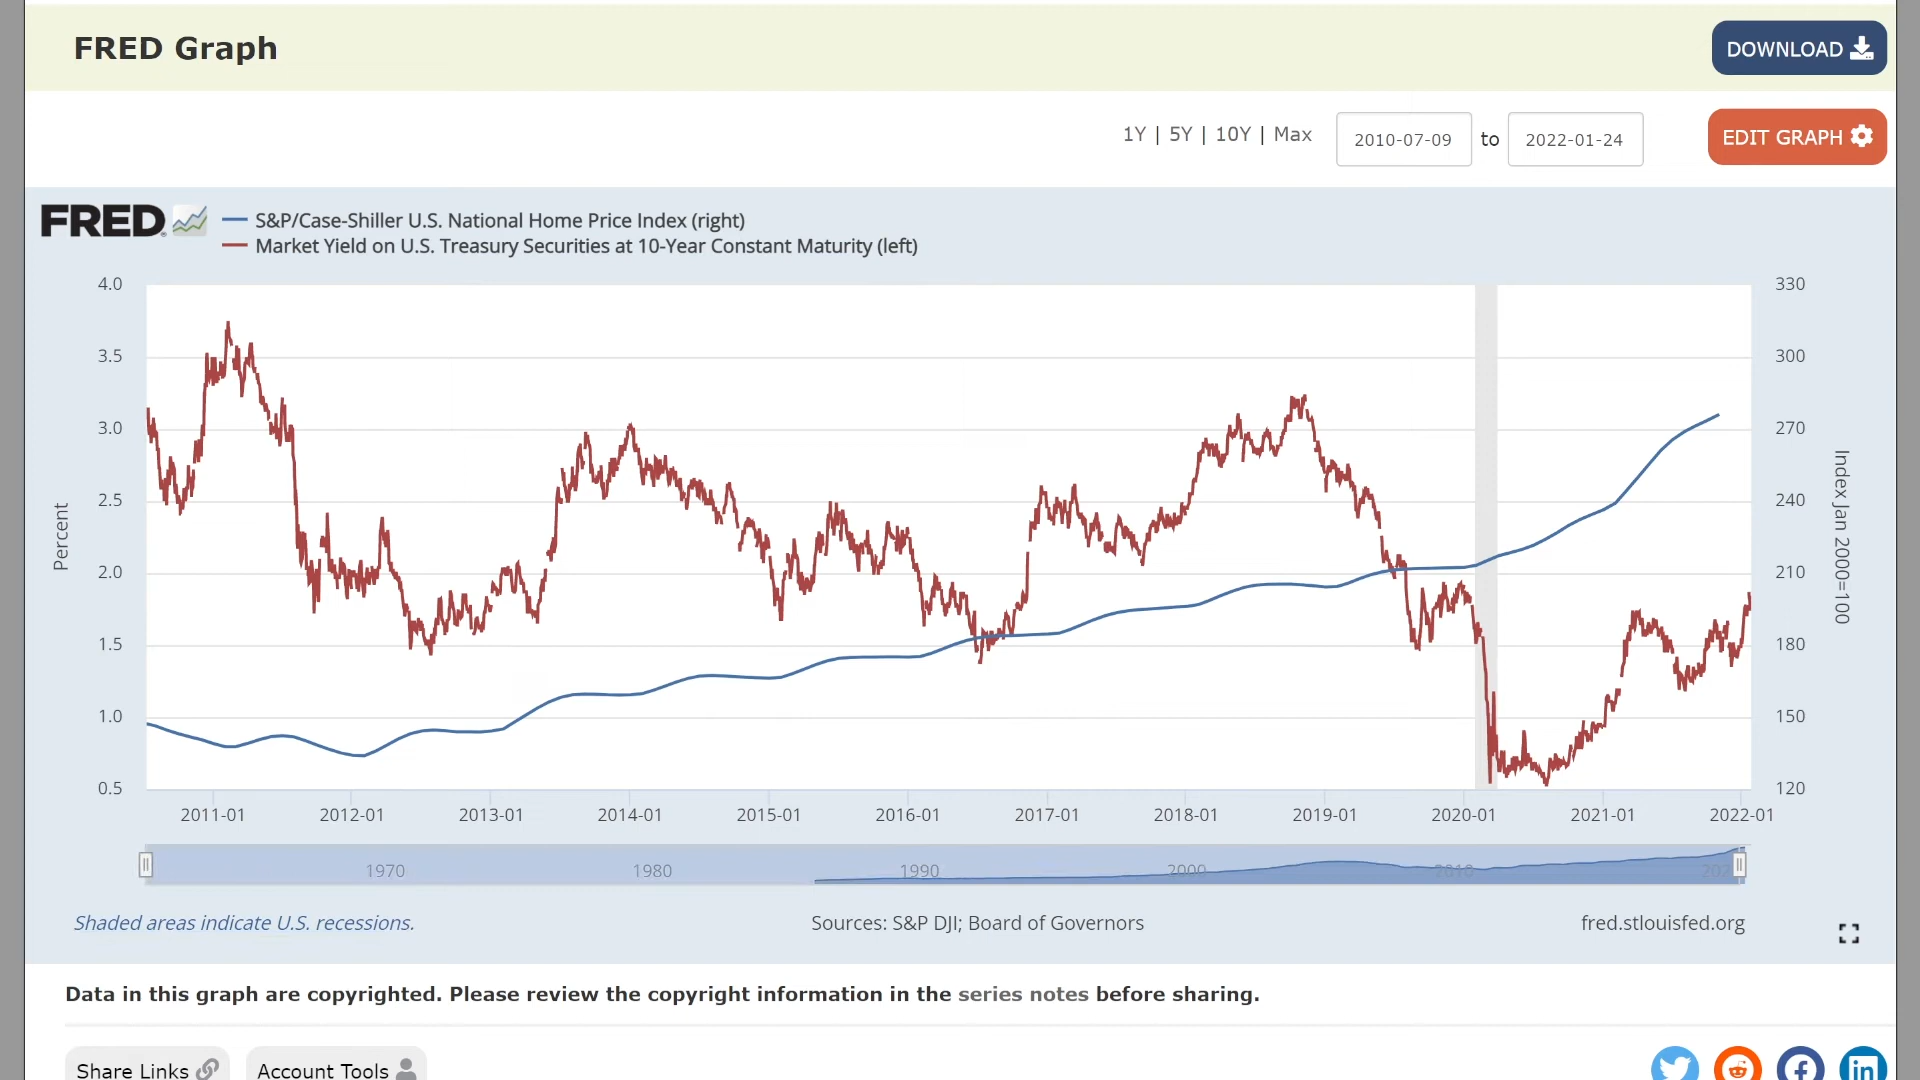 FRED Graph
DOWNLOAD
1Y | 5Y | 10Y | Max 2010-07-09 to 2022-01-24
EDIT GRAPH
FRED
S&P/Case-Shiller U.S. National Home Price Index (right)
Market Yield on U.S. Treasury Securities at 10-Year Constant Maturity (left)
4.0 330
3.5 300
3.0 270
2.5 240
2.0 210
1.5 180
1.0 150
0.5 120
Percent
Index Jan 2000=100
2011-01 2012-01 2013-01 2014-01 2015-01 2016-01 2017-01 2018-01 2019-01 2020-01 2021-01 2022-01
1970 1980 1990 2000 2010
Shaded areas indicate U.S. recessions.
Sources: S&P DJI; Board of Governors
fred.stlouisfed.org
Data in this graph are copyrighted. Please review the copyright information in the series notes before sharing.
Share Links
Account Tools
in